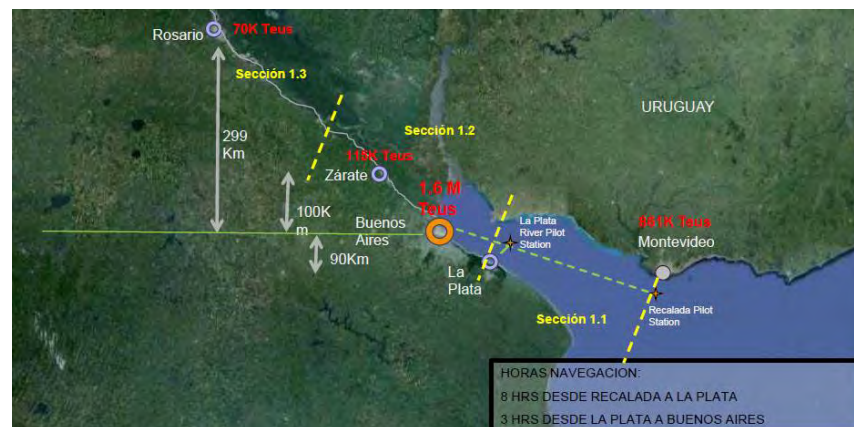 Rosario
70K Teus
Sección 1.3
URUGUAY
299
Km
Sección 1.2
115K Teus
Zárate
1.6 M
Teus
100K
m
Buenos
Aires
La Plata
River Pilot
Station
661K Teus
Montevideo
90Km
La
Plata
Recalada Pilot
Station
Sección 1.1
HORAS NAVEGACION:
8 HRS DESDE RECALADA A LA PLATA
3 HRS DESDE LA PLATA A BUENOS AIRES